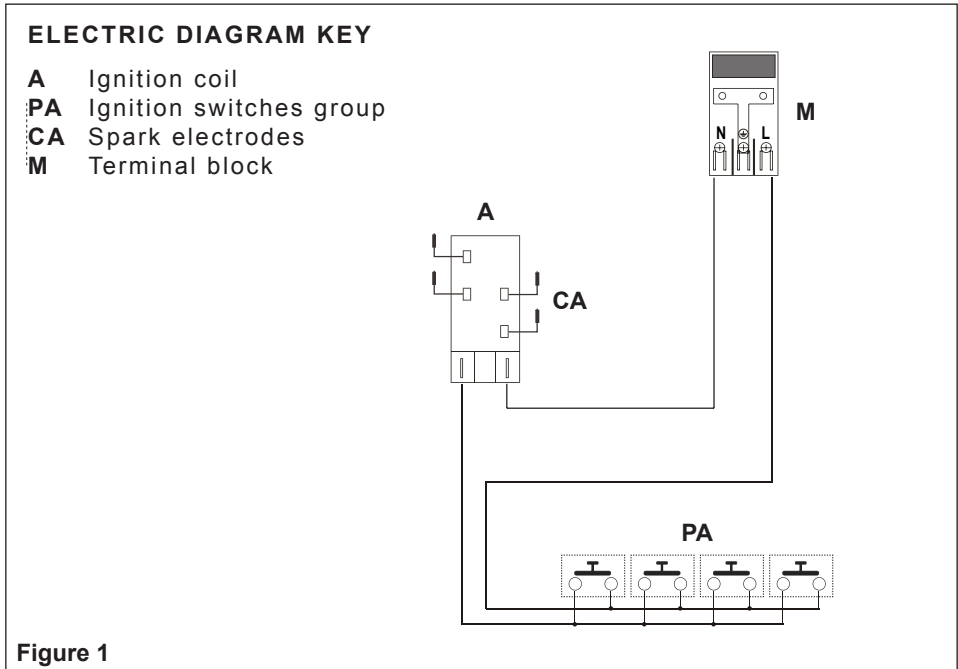 ELECTRIC DIAGRAM KEY
A Ignition coil
PA Ignition switches group
CA Spark electrodes
M Terminal block
M
N L
A
CA
PA
Figure 1